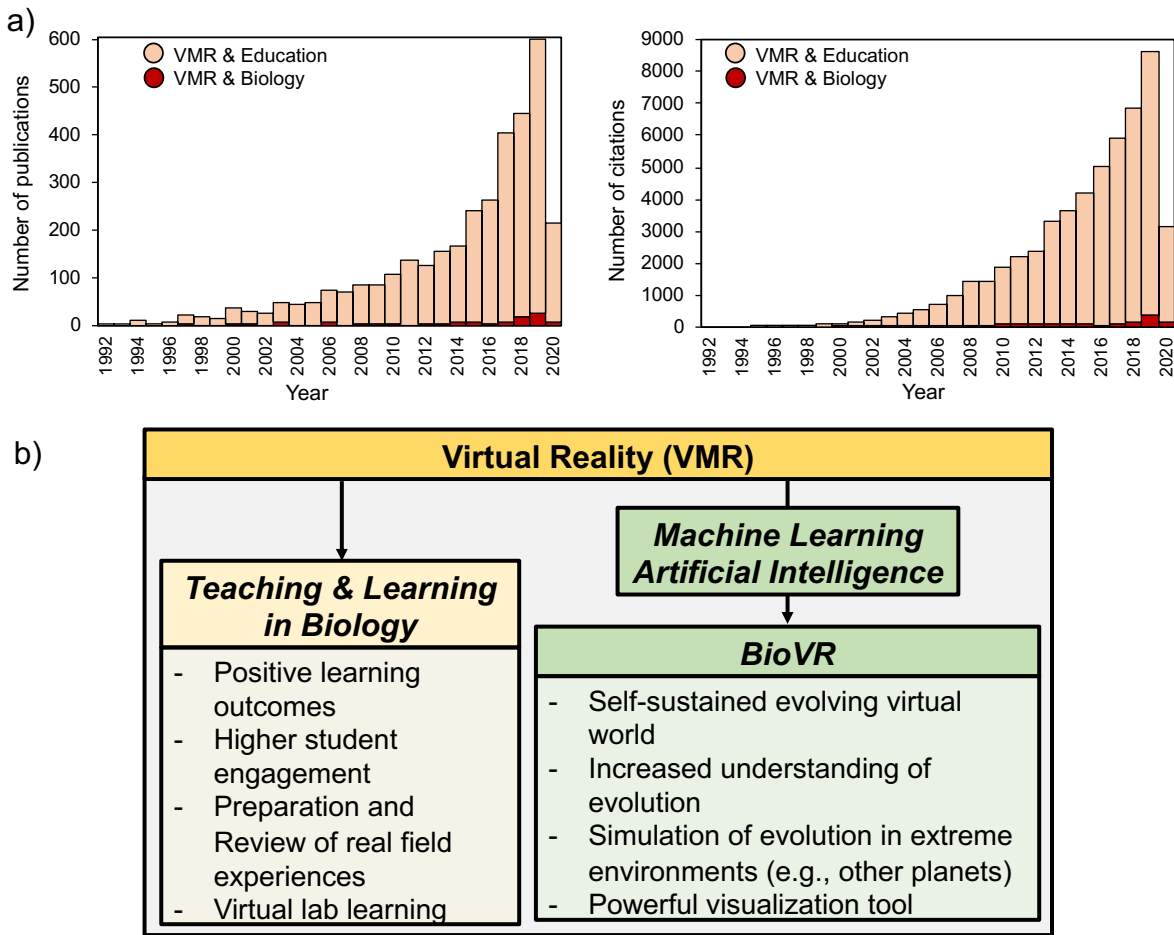 a)
Number of publications
600
500
400
300
200
100
0
VMR & Education
VMR & Biology
1992
1994
1996
1998
2000
2002
2004
2006
2008
2010
2012
2014
2016
2018
2020
Year
Number of citations
9000
8000
7000
6000
5000
4000
3000
2000
1000
0
VMR & Education
VMR & Biology
1992
1994
1996
1998
2000
2002
2004
2006
2008
2010
2012
2014
2016
2018
2020
Year
b)
Virtual Reality (VMR)
Teaching & Learning
in Biology
- Positive learning
outcomes
- Higher student
engagement
- Preparation and
Review of real field
experiences
- Virtual lab learning
Machine Learning
Artificial Intelligence
BioVR
- Self-sustained evolving virtual
world
- Increased understanding of
evolution
- Simulation of evolution in extreme
environments (e.g., other planets)
- Powerful visualization tool